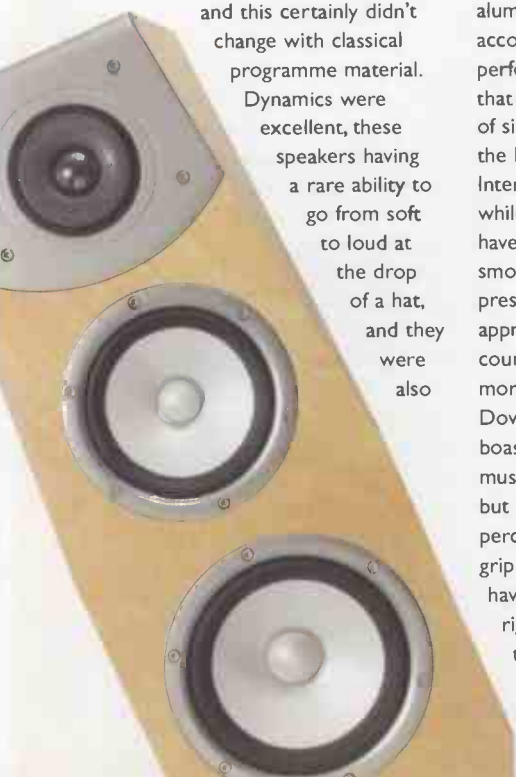 and this certainly didn't
change with classical
programme material.
Dynamics were
excellent, these
speakers having
a rare ability to
go from soft
to loud at
the drop
of a hat,
and they
were
also
alum
acco
perfo
that
of si
the
Inter
while
have
smo
pres
appr
cour
mor
boas
mus
but
perc
grip
hav